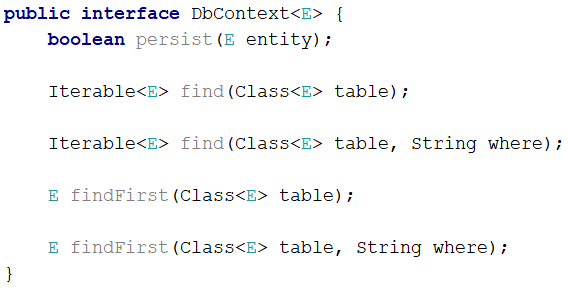 public interface DbContext<E> {
    boolean persist(E entity);
    Iterable<E> find(Class<E> table);
    Iterable<E> find(Class<E> table, String where);
    E findFirst(Class<E> table);
    E findFirst(Class<E> table, String where);
}